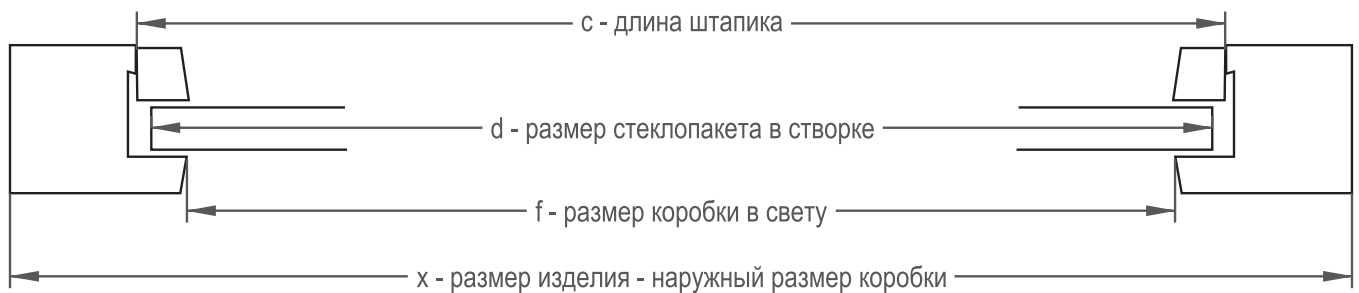 c - длина штапика
d - размер стеклопакета в створке
f - размер коробки в свету
x - размер изделия - наружный размер коробки